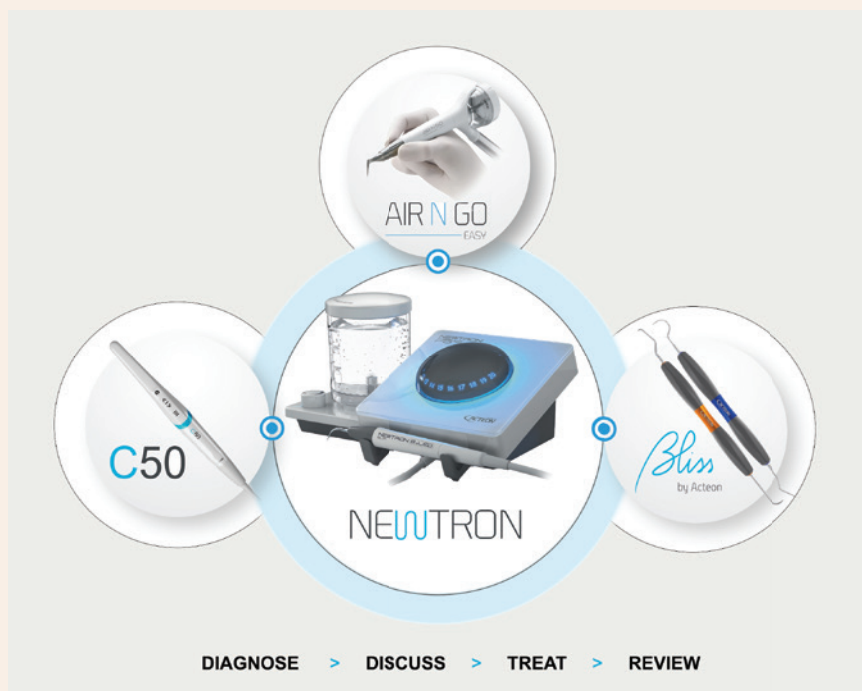 AIR N GO
EASY
C50
Bliss
by Acteon
NEWTRON
DIAGNOSE > DISCUSS > TREAT > REVIEW